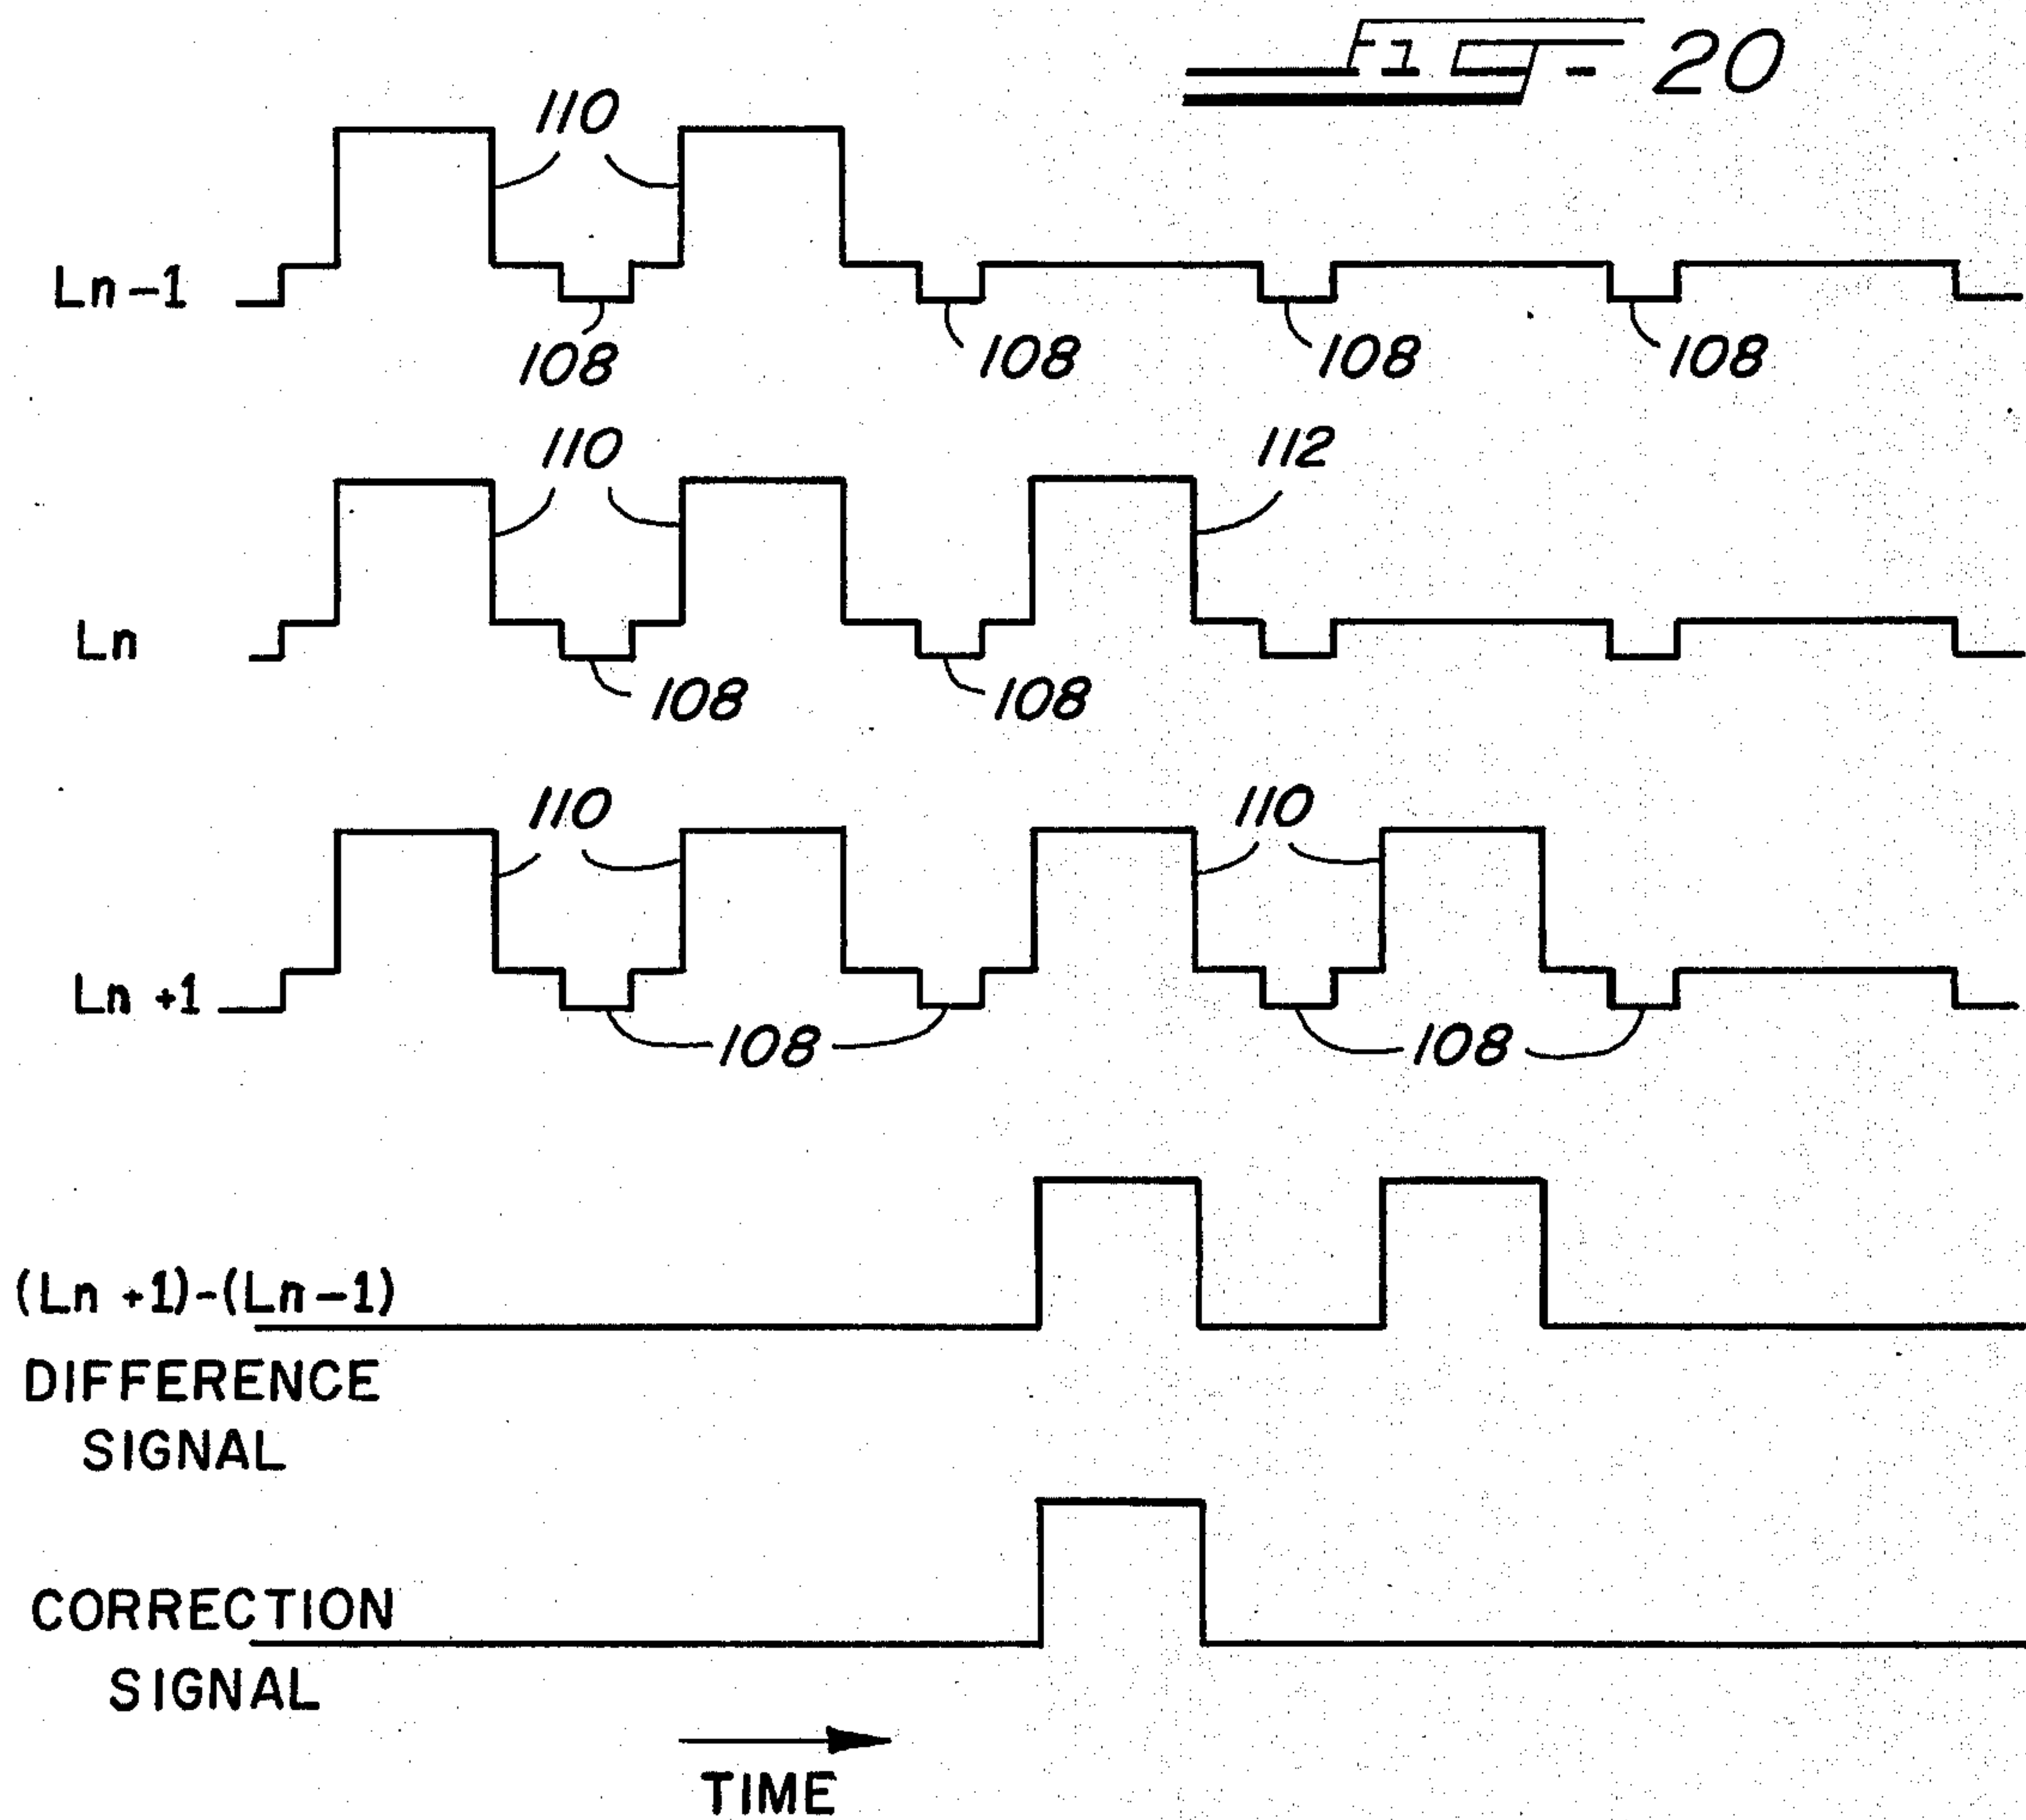 FIG- 20
110
Ln-1
108 108 108 108
110 112
Ln
108 108
110 110
Ln +1
108 108
(Ln +1)-(Ln-1)
DIFFERENCE
SIGNAL
CORRECTION
SIGNAL
TIME